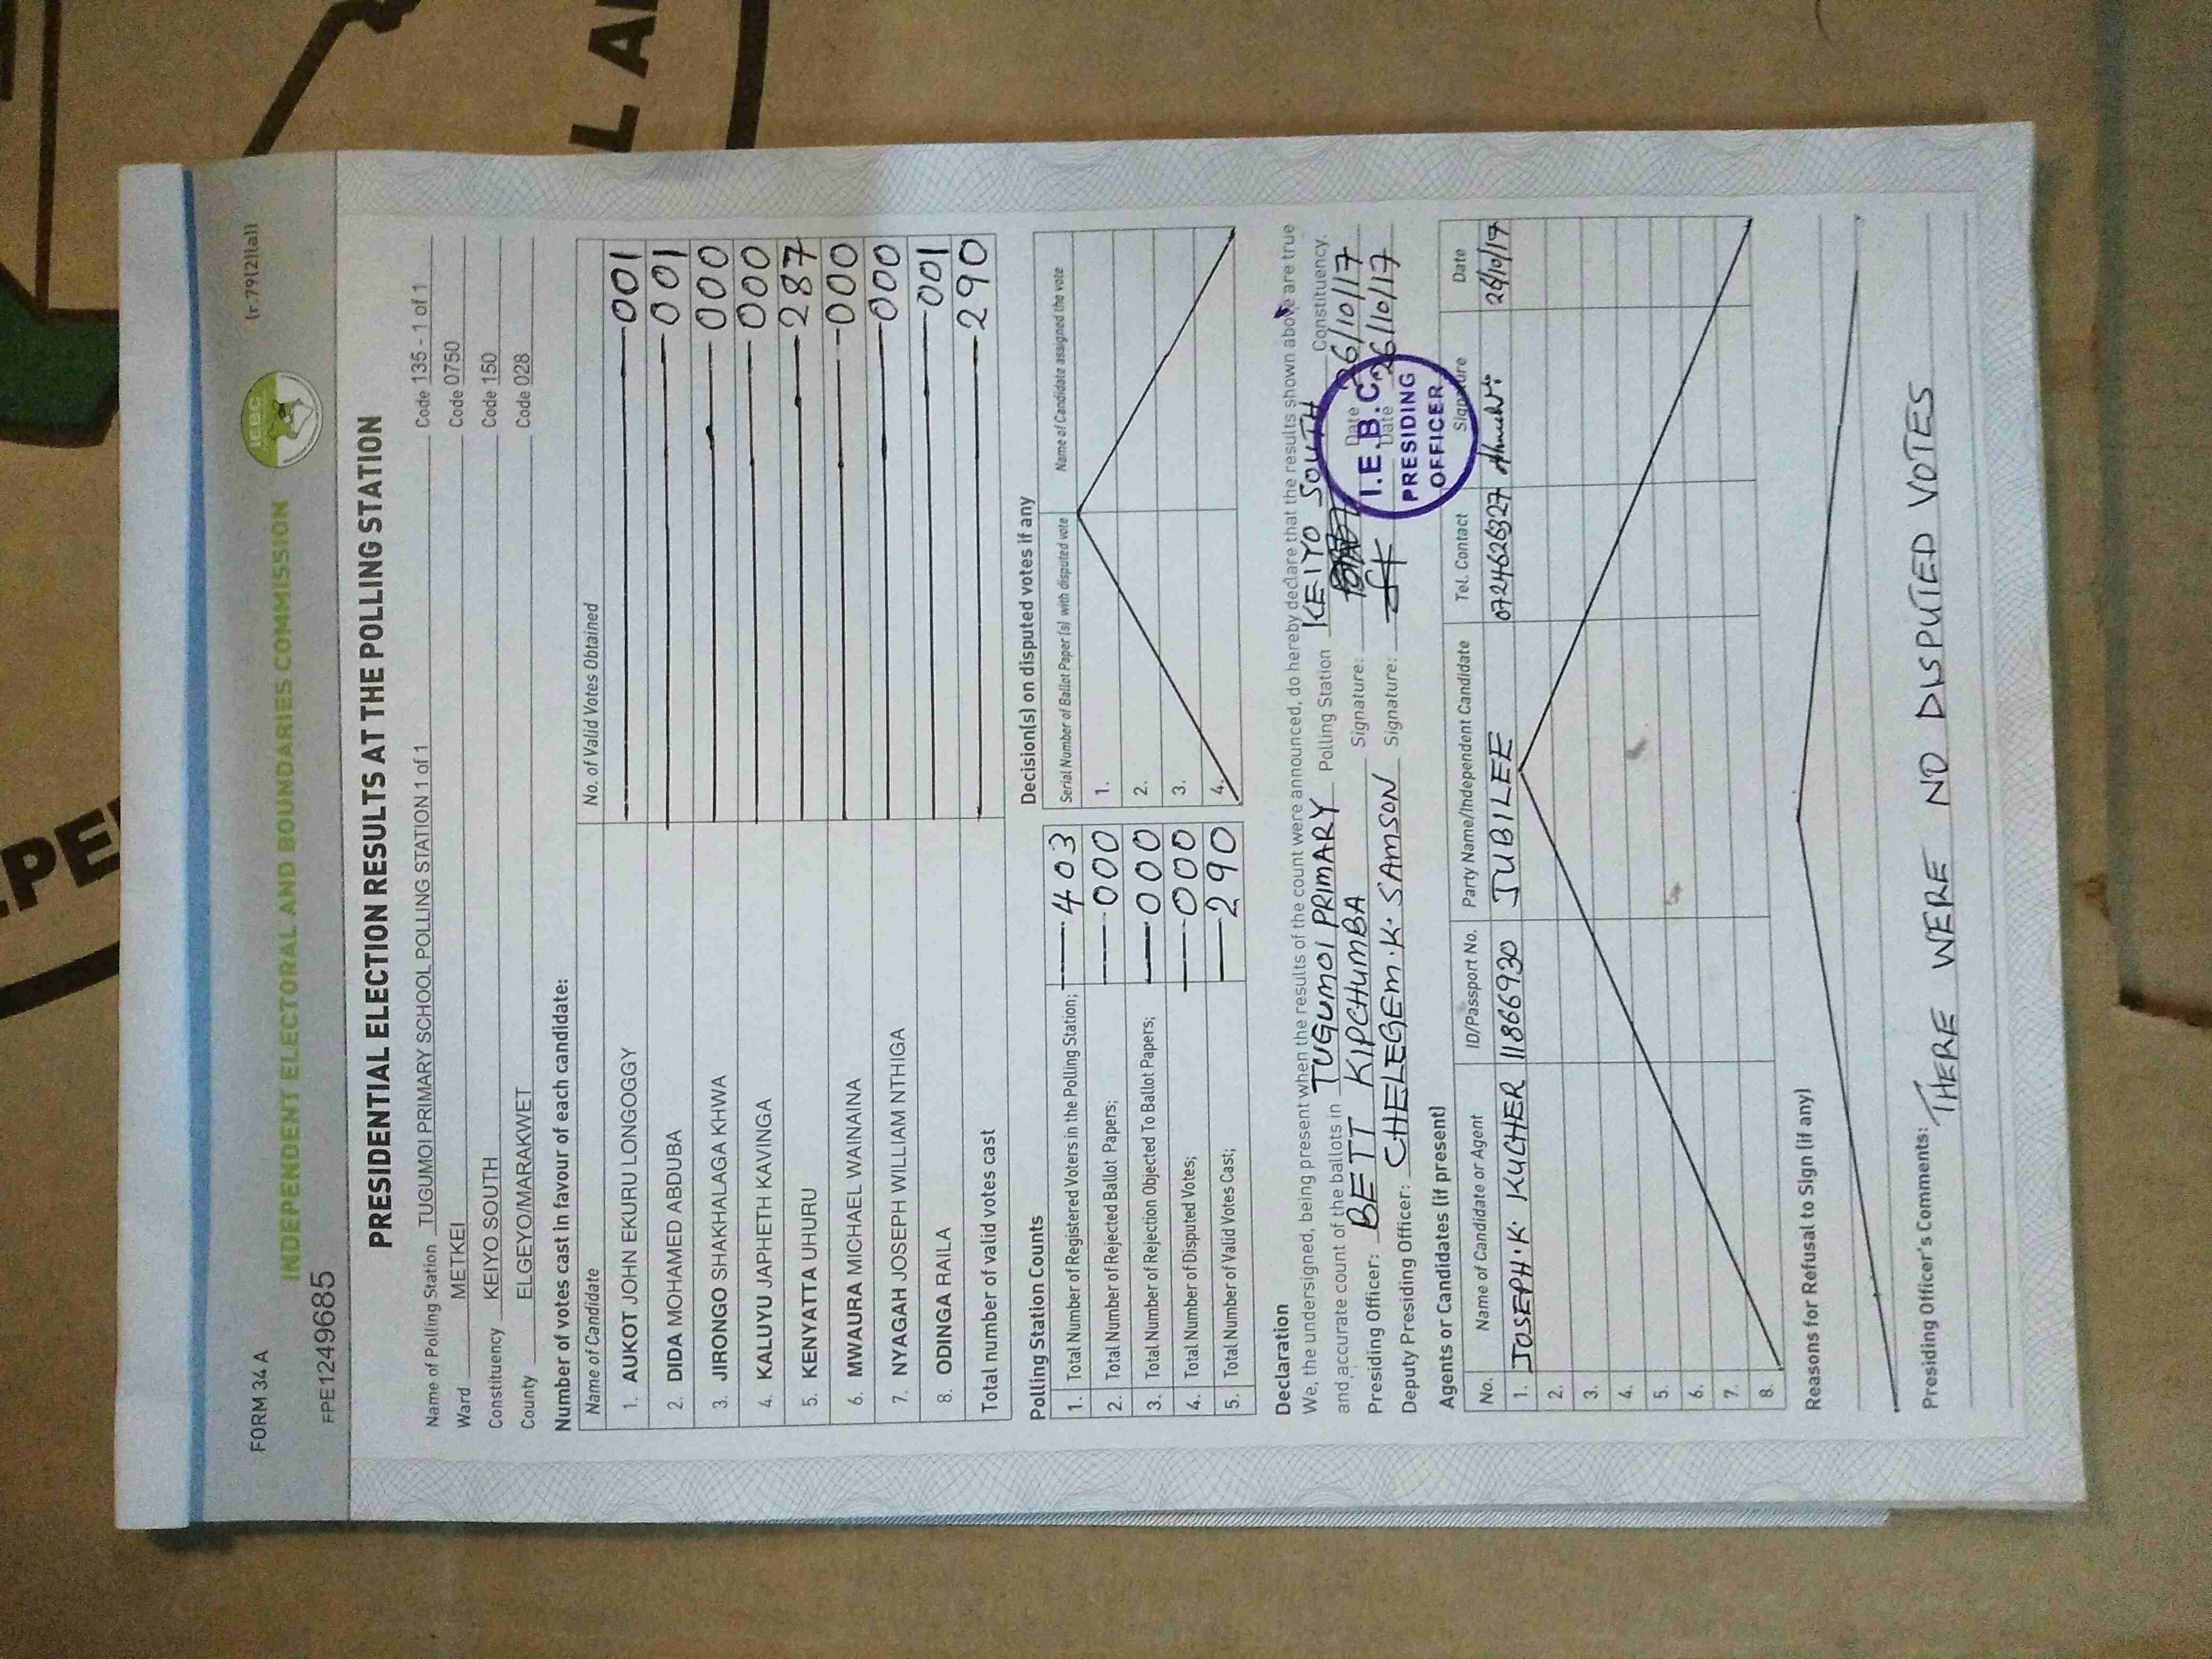 FORM 34 A
(r. 79(2)(a))
INDEPENDENT ELECTORAL AND BOUNDARIES COMMISSION
IEBC
FPE1249685
PRESIDENTIAL ELECTION RESULTS AT THE POLLING STATION
Name of Polling Station TUGUMOI PRIMARY SCHOOL POLLING STATION 1 of 1 Code 135 - 1 of 1
Ward METKEI Code 0750
Constituency KEIYO SOUTH Code 150
County ELGEYO/MARAKWET Code 028
Number of votes cast in favour of each candidate:
Name of Candidate No. of Valid Votes Obtained
1. AUKOT JOHN EKURU LONGOGGY 001
2. DIDA MOHAMED ABDUBA 001
3. JIRONGO SHAKHALAGA KHWA 000
4. KALUYU JAPHETH KAVINGA 000
5. KENYATTA UHURU 287
6. MWAURA MICHAEL WAINAINA 000
7. NYAGAH JOSEPH WILLIAM NTHIGA 000
8. ODINGA RAILA 001
Total number of valid votes cast 290
Polling Station Counts
1. Total Number of Registered Voters in the Polling Station; 403
2. Total Number of Rejected Ballot Papers; 000
3. Total Number of Rejection Objected To Ballot Papers; 000
4. Total Number of Disputed Votes; 000
5. Total Number of Valid Votes Cast; 290
Decision(s) on disputed votes if any
Serial Number of Ballot Paper(s) with disputed vote Name of Candidate assigned the vote
1.
2.
3.
4.
Declaration
We, the undersigned, being present when the results of the count were announced, do hereby declare that the results shown above are true
and accurate count of the ballots in TUGUMOI PRIMARY Polling Station KEIYO SOUTH Constituency.
Presiding Officer: BETT KIPCHUMBA Signature: Date 26/10/17
Deputy Presiding Officer: CHELEGEM.K. SAMSON Signature: Date 26/10/17
I.E.B.C.
PRESIDING
OFFICER
Agents or Candidates (if present)
No. Name of Candidate or Agent ID/Passport No. Party Name/Independent Candidate Tel. Contact Signature Date
1. JOSEPH.K. KUCHER 11866930 JUBILEE 0724626327 26/10/17
2.
3.
4.
5.
6.
7.
8.
Reasons for Refusal to Sign (if any)
Presiding Officer's Comments: THERE WERE NO DISPUTED VOTES